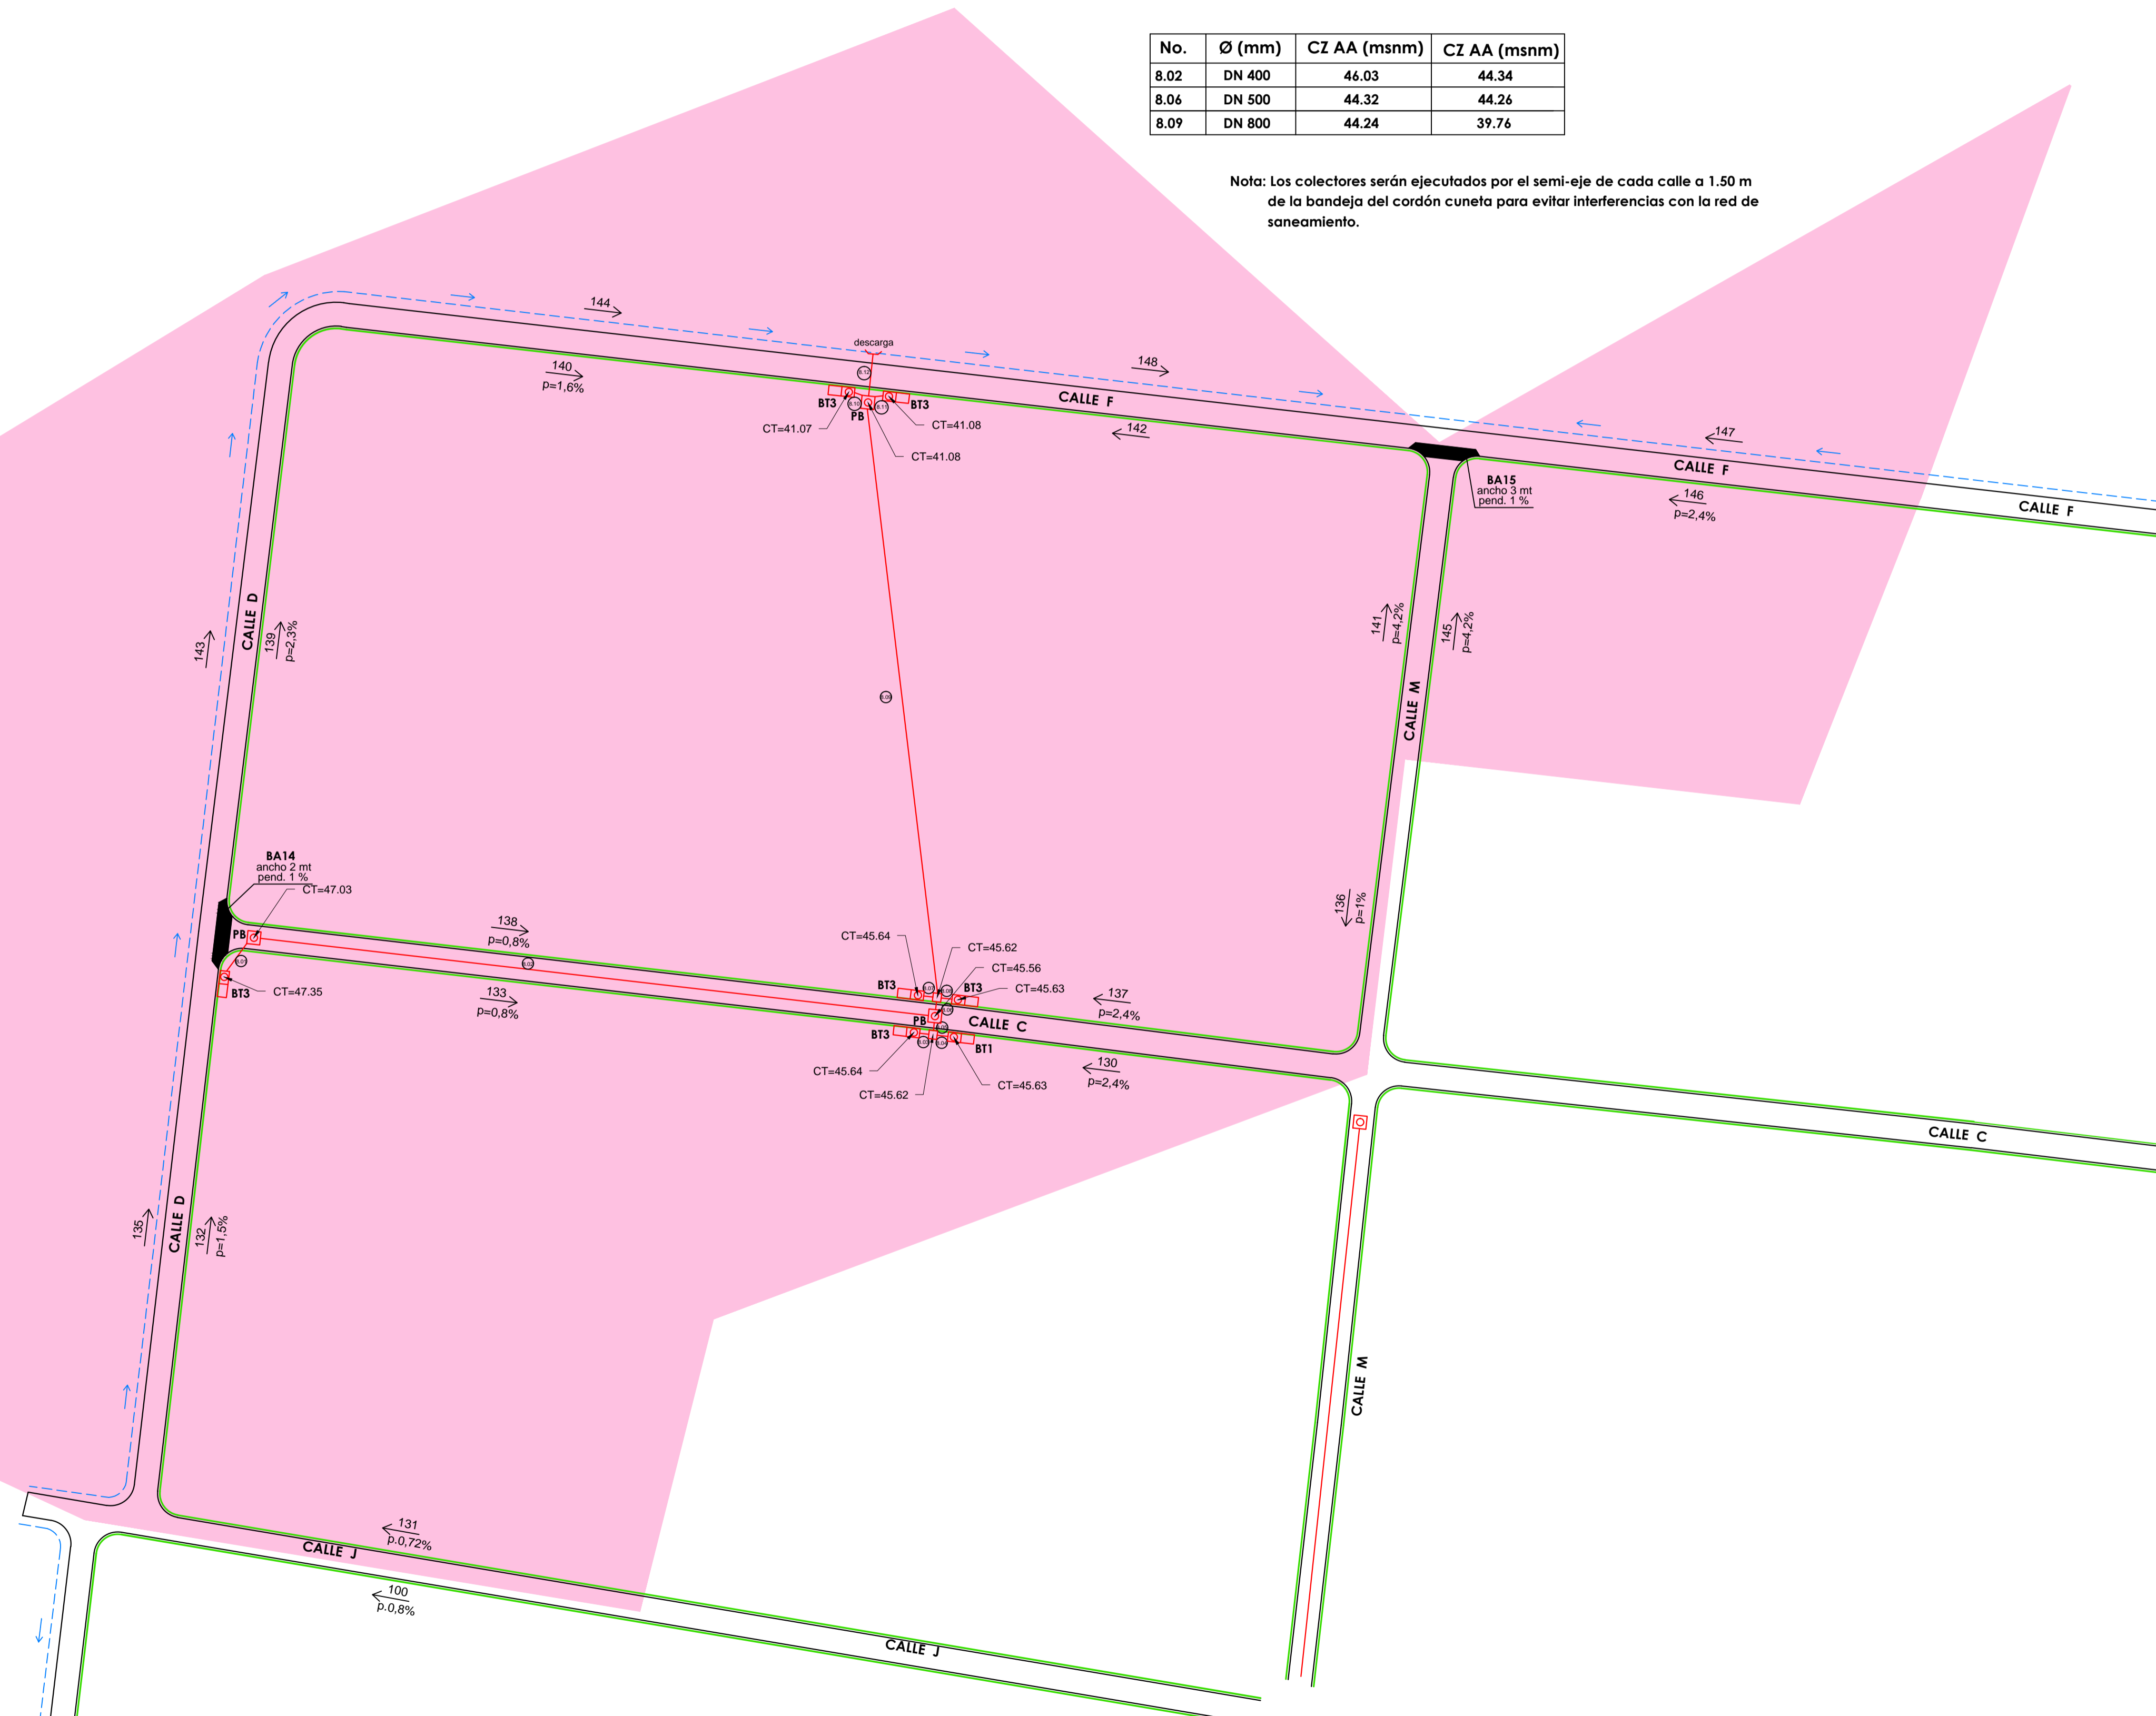 No. Ø (mm) CZ AA (msnm) CZ AA (msnm)
8.02 DN 400 46.03 44.34
8.06 DN 500 44.32 44.26
8.09 DN 800 44.24 39.76
Nota: Los colectores serán ejecutados por el semi-eje de cada calle a 1.50 m
de la bandeja del cordón cuneta para evitar interferencias con la red de
saneamiento.
144
descarga
148
140
p=1,6%
8.12
CALLE F
BT3
8.10
8.11
BT3
PB
CT=41.07
CT=41.08
CT=41.08
142
147
CALLE F
BA15
ancho 3 mt
pend. 1 %
146
p=2,4%
CALLE F
CALLE D
143
139
p=2,3%
141
p=4,2%
145
p=4,2%
CALLE M
BA14
ancho 2 mt
pend. 1 %
CT=47.03
PB
138
p=0,8%
136
p=1%
CT=45.64
CT=45.62
CT=45.56
CT=45.63
BT3
BT3
CT=47.35
BT3
133
p=0,8%
137
p=2,4%
PB
CALLE C
BT3
BT1
CT=45.64
CT=45.62
CT=45.63
130
p=2,4%
CALLE C
135
CALLE D
132
p=1,5%
CALLE M
131
p.0,72%
CALLE J
100
p.0,8%
CALLE J